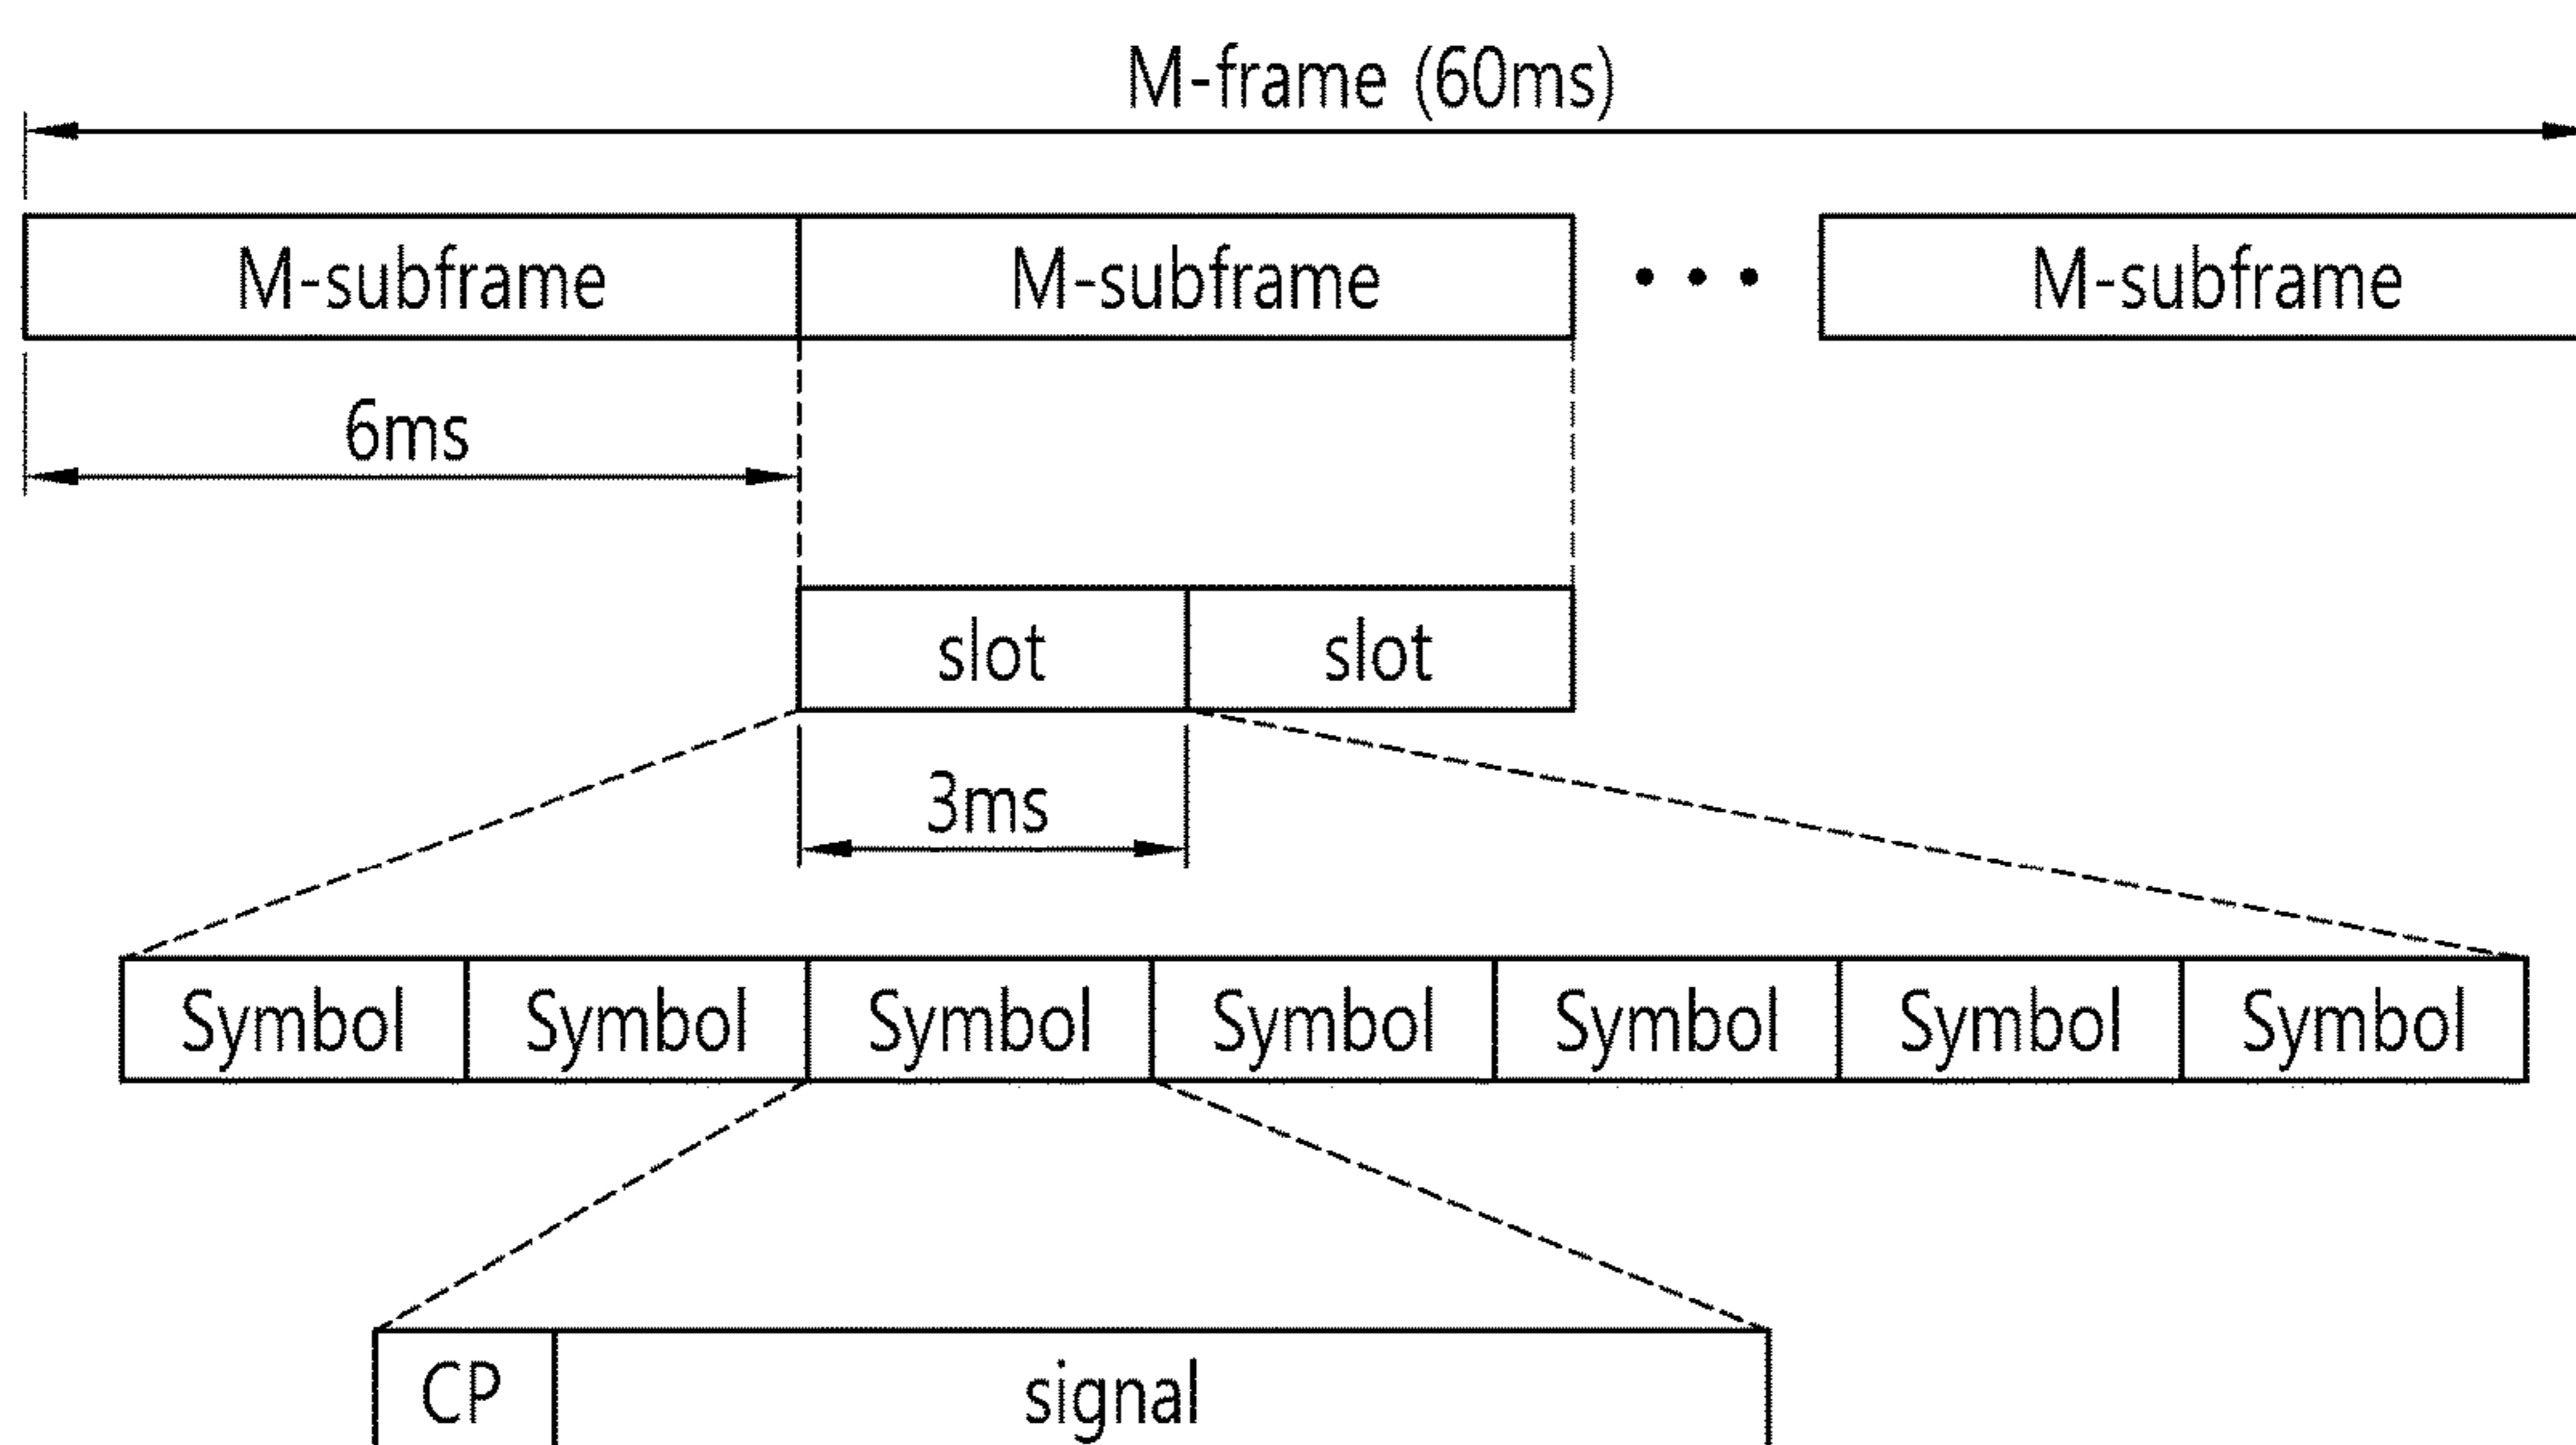 M-frame (60ms)
M-subframe M-subframe • • • M-subframe
6ms
slot slot
3ms
Symbol Symbol Symbol Symbol Symbol Symbol Symbol
CP signal